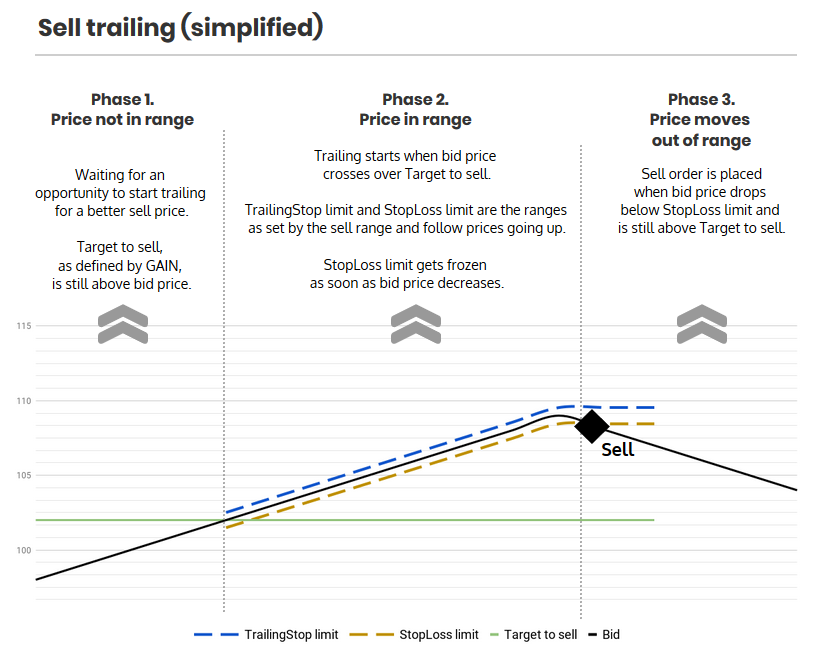 Sell trailing (simplified)
Phase 1.
Price not in range
Waiting for an
opportunity to start trailing
for a better sell price.
Target to sell,
as defined by GAIN,
is still above bid price.
Phase 2.
Price in range
Trailing starts when bid price
crosses over Target to sell.
TrailingStop limit and StopLoss limit are the ranges
as set by the sell range and follow prices going up.
StopLoss limit gets frozen
as soon as bid price decreases.
Phase 3.
Price moves
out of range
Sell order is placed
when bid price drops
below StopLoss limit and
is still above Target to sell.
115
110
105
100
Sell
TrailingStop limit
StopLoss limit
Target to sell
Bid